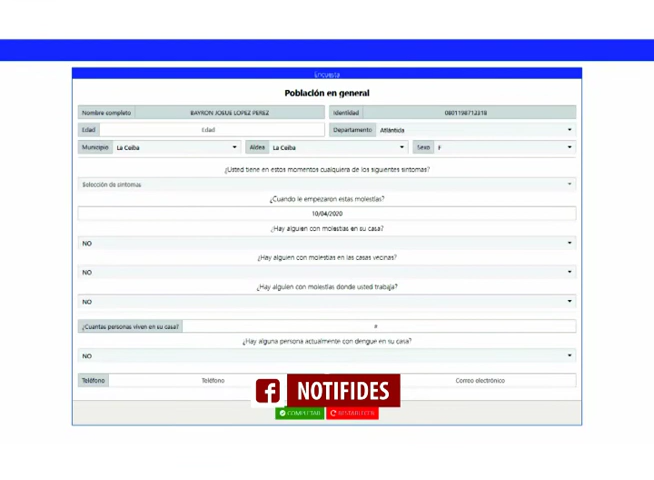 Encuesta
Población en general
Nombre completo BAYRON JOSUE LOPEZ PEREZ Identidad 0801198712318
Edad Edad Departamento Atlántida
Municipio La Ceiba Aldea La Ceiba Sexo F
¿Usted tiene en estos momentos cualquiera de los siguientes sintomas?
Selección de sintomas
¿Cuando le empezaron estas molestias?
10/04/2020
¿Hay alguien con molestias en su casa?
NO
¿Hay alguien con molestias en las casas vecinas?
NO
¿Hay alguien con molestias donde usted trabaja?
NO
¿Cuantas personas viven en su casa? #
¿Hay alguna persona actualmente con dengue en su casa?
NO
Teléfono Teléfono Correo electrónico
f NOTIFIDES
COMPLETAR RESTABLECER